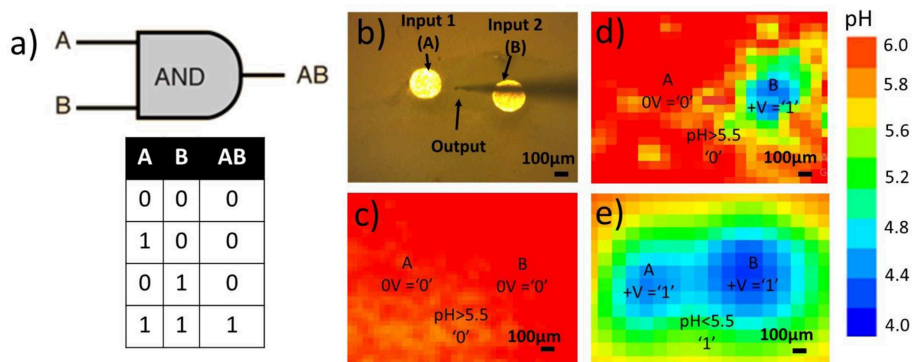 a)
A
B
AND
AB
A B AB
0 0 0
1 0 0
0 1 0
1 1 1
b)
Input 1
(A)
Input 2
(B)
Output
100μm
c)
A
0V =‘0’
B
0V =‘0’
pH>5.5
‘0’
100μm
d)
A
0V =‘0’
B
+V =‘1’
pH>5.5
‘0’
100μm
e)
A
+V =‘1’
B
+V =‘1’
pH<5.5
‘1’
100μm
pH
6.0
5.6
5.2
4.8
4.4
4.0